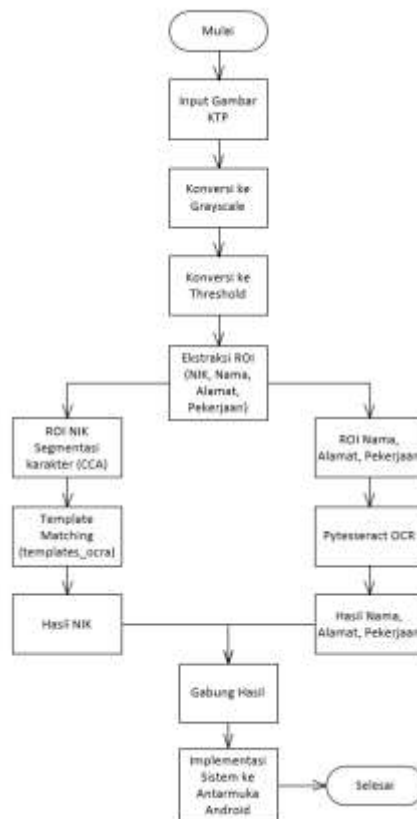 Mulai
Input Gambar
KTP
Konversi ke
Grayscale
Konversi ke
Threshold
Ekstraksi ROI
(NIK, Nama,
Alamat,
Pekerjaan)
ROI NIK
Segmentasi
karakter (CCA)
Template
Matching
(templates_ocra)
Hasil NIK
ROI Nama,
Alamat, Pekerjaan
Pytesseract OCR
Hasil Nama,
Alamat, Pekerjaan
Gabung Hasil
Implementasi
Sistem ke
Antarmuka
Android
Selesai